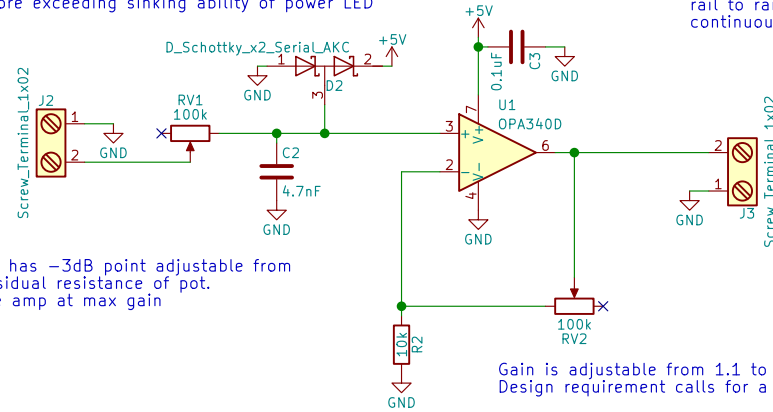 ore exceeding sinking ability of power LED
rail to rai
continuous
+5V
D_Schottky_x2_Serial_AKC
+5V
1
2
GND
D2
3
0.1uF
C3
GND
Screw_Terminal_1x02
J2
1
2
GND
RV1
100k
C2
4.7nF
GND
U1
OPA340D
7
V+
3
+
2
-
6
V-
4
GND
2
1
GND
J3
Screw_Terminal_1x02
has -3dB point adjustable from
sidual resistance of pot.
e amp at max gain
100k
RV2
10k
R2
GND
Gain is adjustable from 1.1 to
Design requirement calls for a